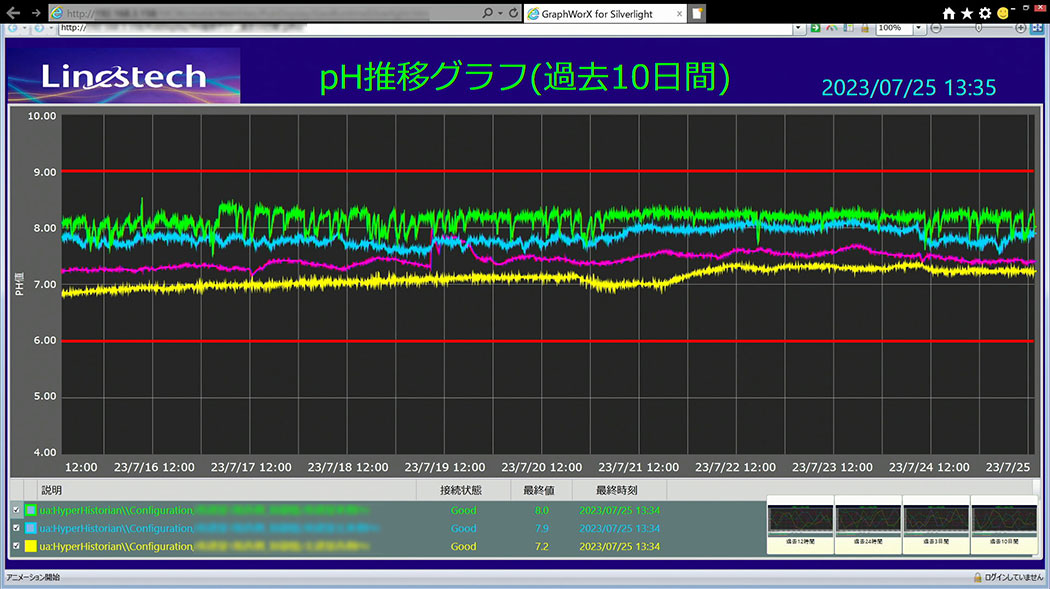 http://
GraphWorX for Silverlight
x
http://
100%
Linestech
pH推移グラフ(過去10日間)
2023/07/25 13:35
10.00
9.00
8.00
7.00
6.00
5.00
4.00
PH値
12:00 23/7/16 12:00 23/7/17 12:00 23/7/18 12:00 23/7/19 12:00 23/7/20 12:00 23/7/21 12:00 23/7/22 12:00 23/7/23 12:00 23/7/24 12:00 23/7/25
説明 接続状態 最終値 最終時刻
ua:HyperHistorian\\Configuration/ Good 8.0 2023/07/25 13:34
ua:HyperHistorian\\Configuration/ Good 7.9 2023/07/25 13:34
ua:HyperHistorian\\Configuration/ Good 7.2 2023/07/25 13:34
過去12時間 過去24時間 過去3日間 過去10日間
アニメーション開始
ログインしていません